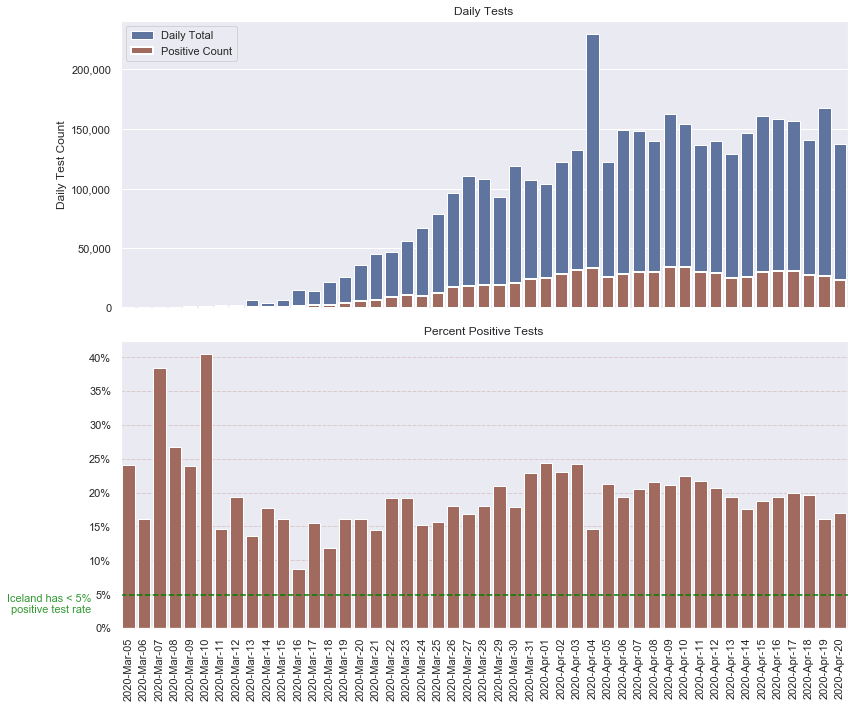 Daily Tests
Daily Total
Positive Count
200,000
150,000
100,000
50,000
0
Daily Test Count
Percent Positive Tests
40%
35%
30%
25%
20%
15%
10%
5%
0%
Iceland has < 5%
positive test rate
2020-Mar-05
2020-Mar-06
2020-Mar-07
2020-Mar-08
2020-Mar-09
2020-Mar-10
2020-Mar-11
2020-Mar-12
2020-Mar-13
2020-Mar-14
2020-Mar-15
2020-Mar-16
2020-Mar-17
2020-Mar-18
2020-Mar-19
2020-Mar-20
2020-Mar-21
2020-Mar-22
2020-Mar-23
2020-Mar-24
2020-Mar-25
2020-Mar-26
2020-Mar-27
2020-Mar-28
2020-Mar-29
2020-Mar-30
2020-Mar-31
2020-Apr-01
2020-Apr-02
2020-Apr-03
2020-Apr-04
2020-Apr-05
2020-Apr-06
2020-Apr-07
2020-Apr-08
2020-Apr-09
2020-Apr-10
2020-Apr-11
2020-Apr-12
2020-Apr-13
2020-Apr-14
2020-Apr-15
2020-Apr-16
2020-Apr-17
2020-Apr-18
2020-Apr-19
2020-Apr-20